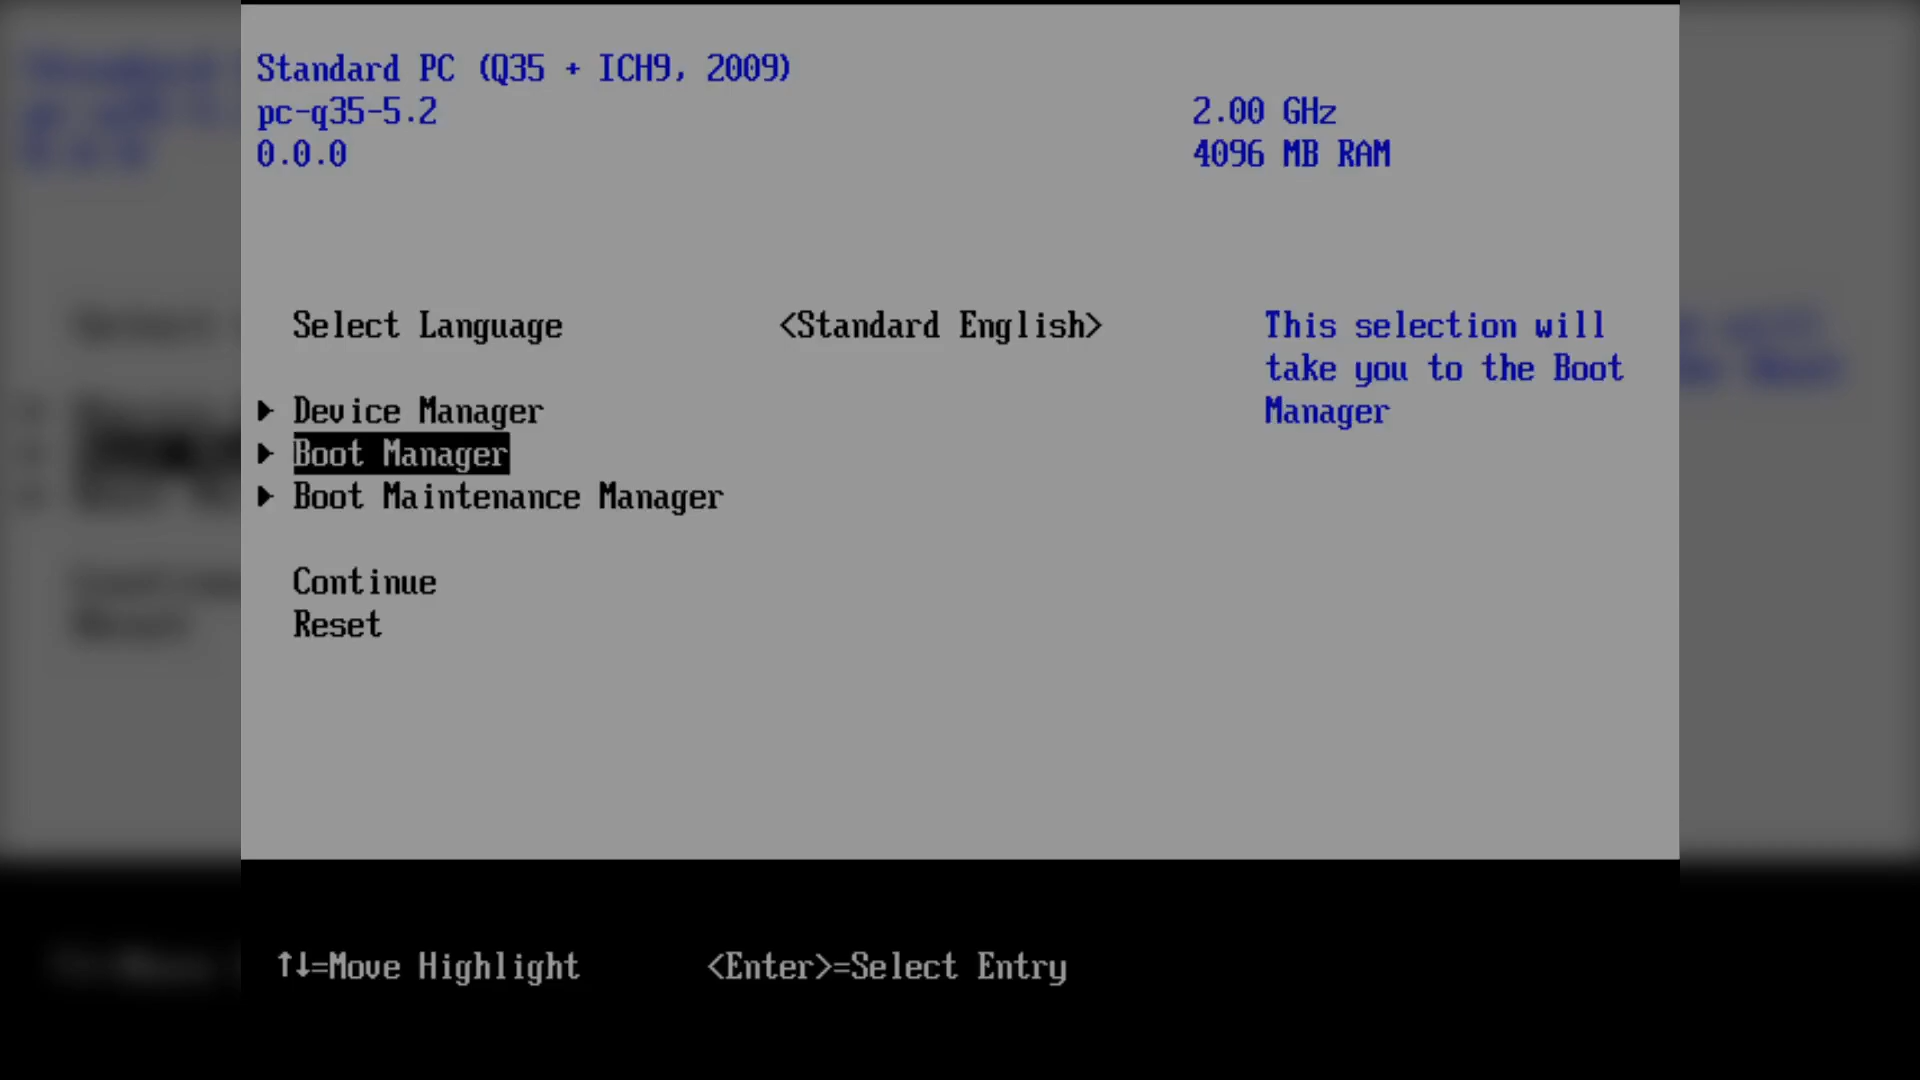 Standard PC (Q35 + ICH9, 2009)
pc-q35-5.2 2.00 GHz
0.0.0 4096 MB RAM
Select Language <Standard English> This selection will
take you to the Boot
Manager
Device Manager
Boot Manager
Boot Maintenance Manager
Continue
Reset
↑↓=Move Highlight <Enter>=Select Entry